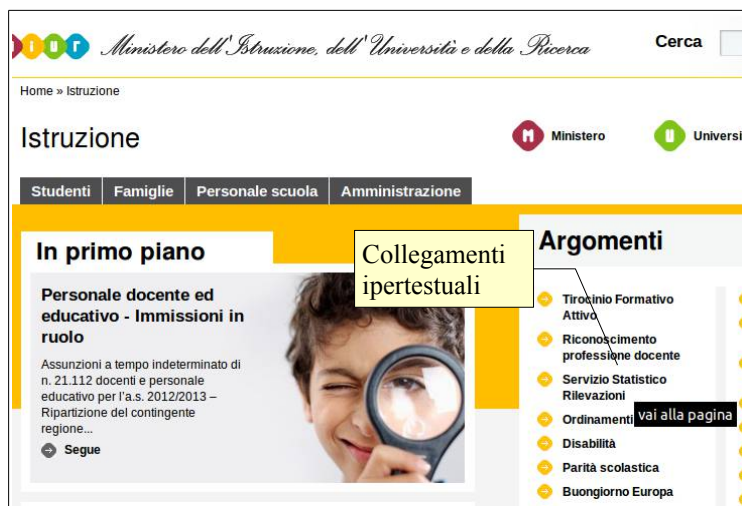 iur Ministero dell'Istruzione, dell'Università e della Ricerca
Cerca
Home » Istruzione
Istruzione
M Ministero
U
Studenti Famiglie Personale scuola Amministrazione
In primo piano
Personale docente ed
educativo - Immissioni in
ruolo
Assunzioni a tempo indeterminato di
n. 21.112 docenti e personale
educativo per l'a.s. 2012/2013 –
Ripartizione del contingente
regione...
Segue
Collegamenti
ipertestuali
Argomenti
Tirocinio Formativo
Attivo
Riconoscimento
professione docente
Servizio Statistico
Rilevazioni
Ordinamenti
vai alla pagina
Disabilità
Parità scolastica
Buongiorno Europa